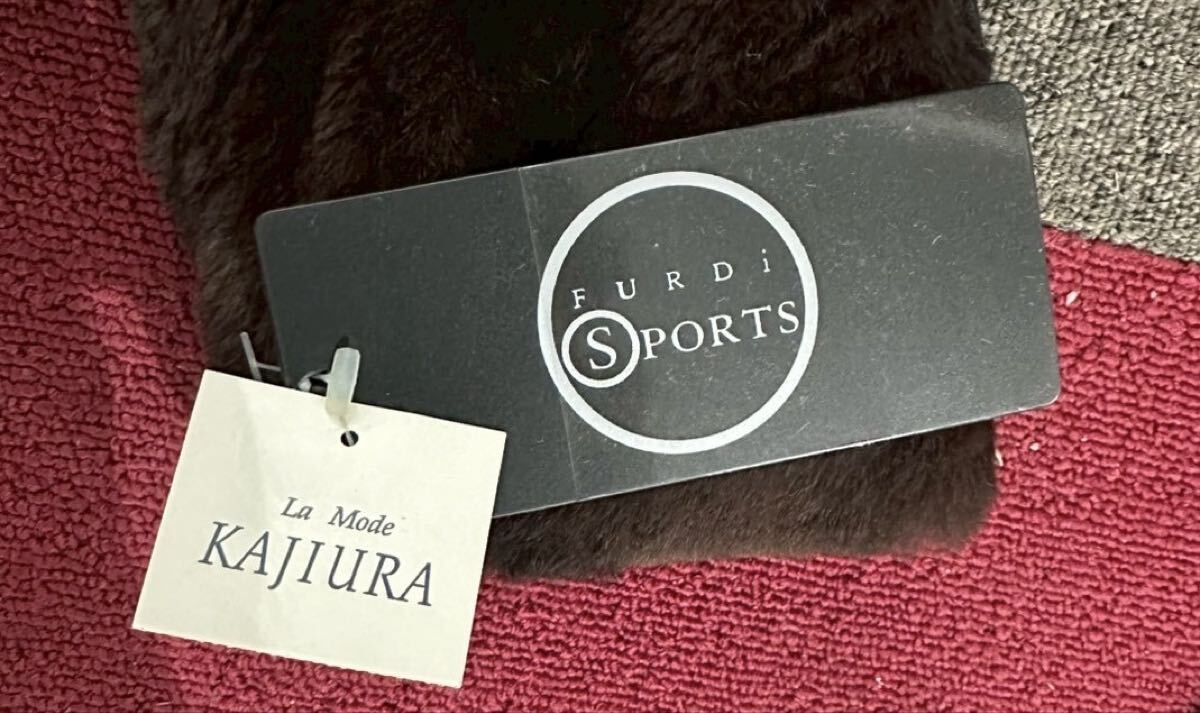 FURDi
SPORTS
La Mode
KAJIURA